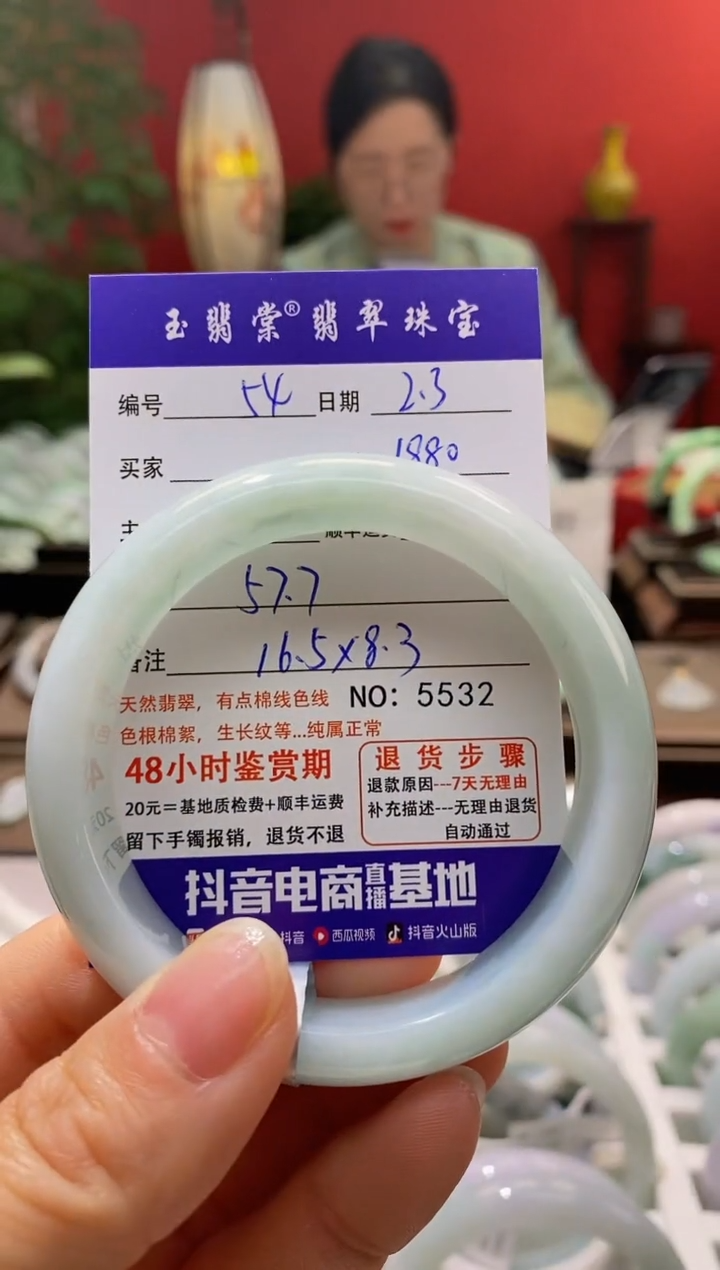 玉翡棠®翡翠珠宝
编号 54 日期 2.3
买家 1880
57.7
备注 16.5×8.3
天然翡翠，有点棉线色线 NO：5532
色根棉絮，生长纹等...纯属正常
48小时鉴赏期
20元＝基地质检费+顺丰运费
留下手镯报销，退货不退
退货步骤
退款原因---7天无理由
补充描述---无理由退货
自动通过
抖音电商直播基地
抖音 西瓜视频 抖音火山版